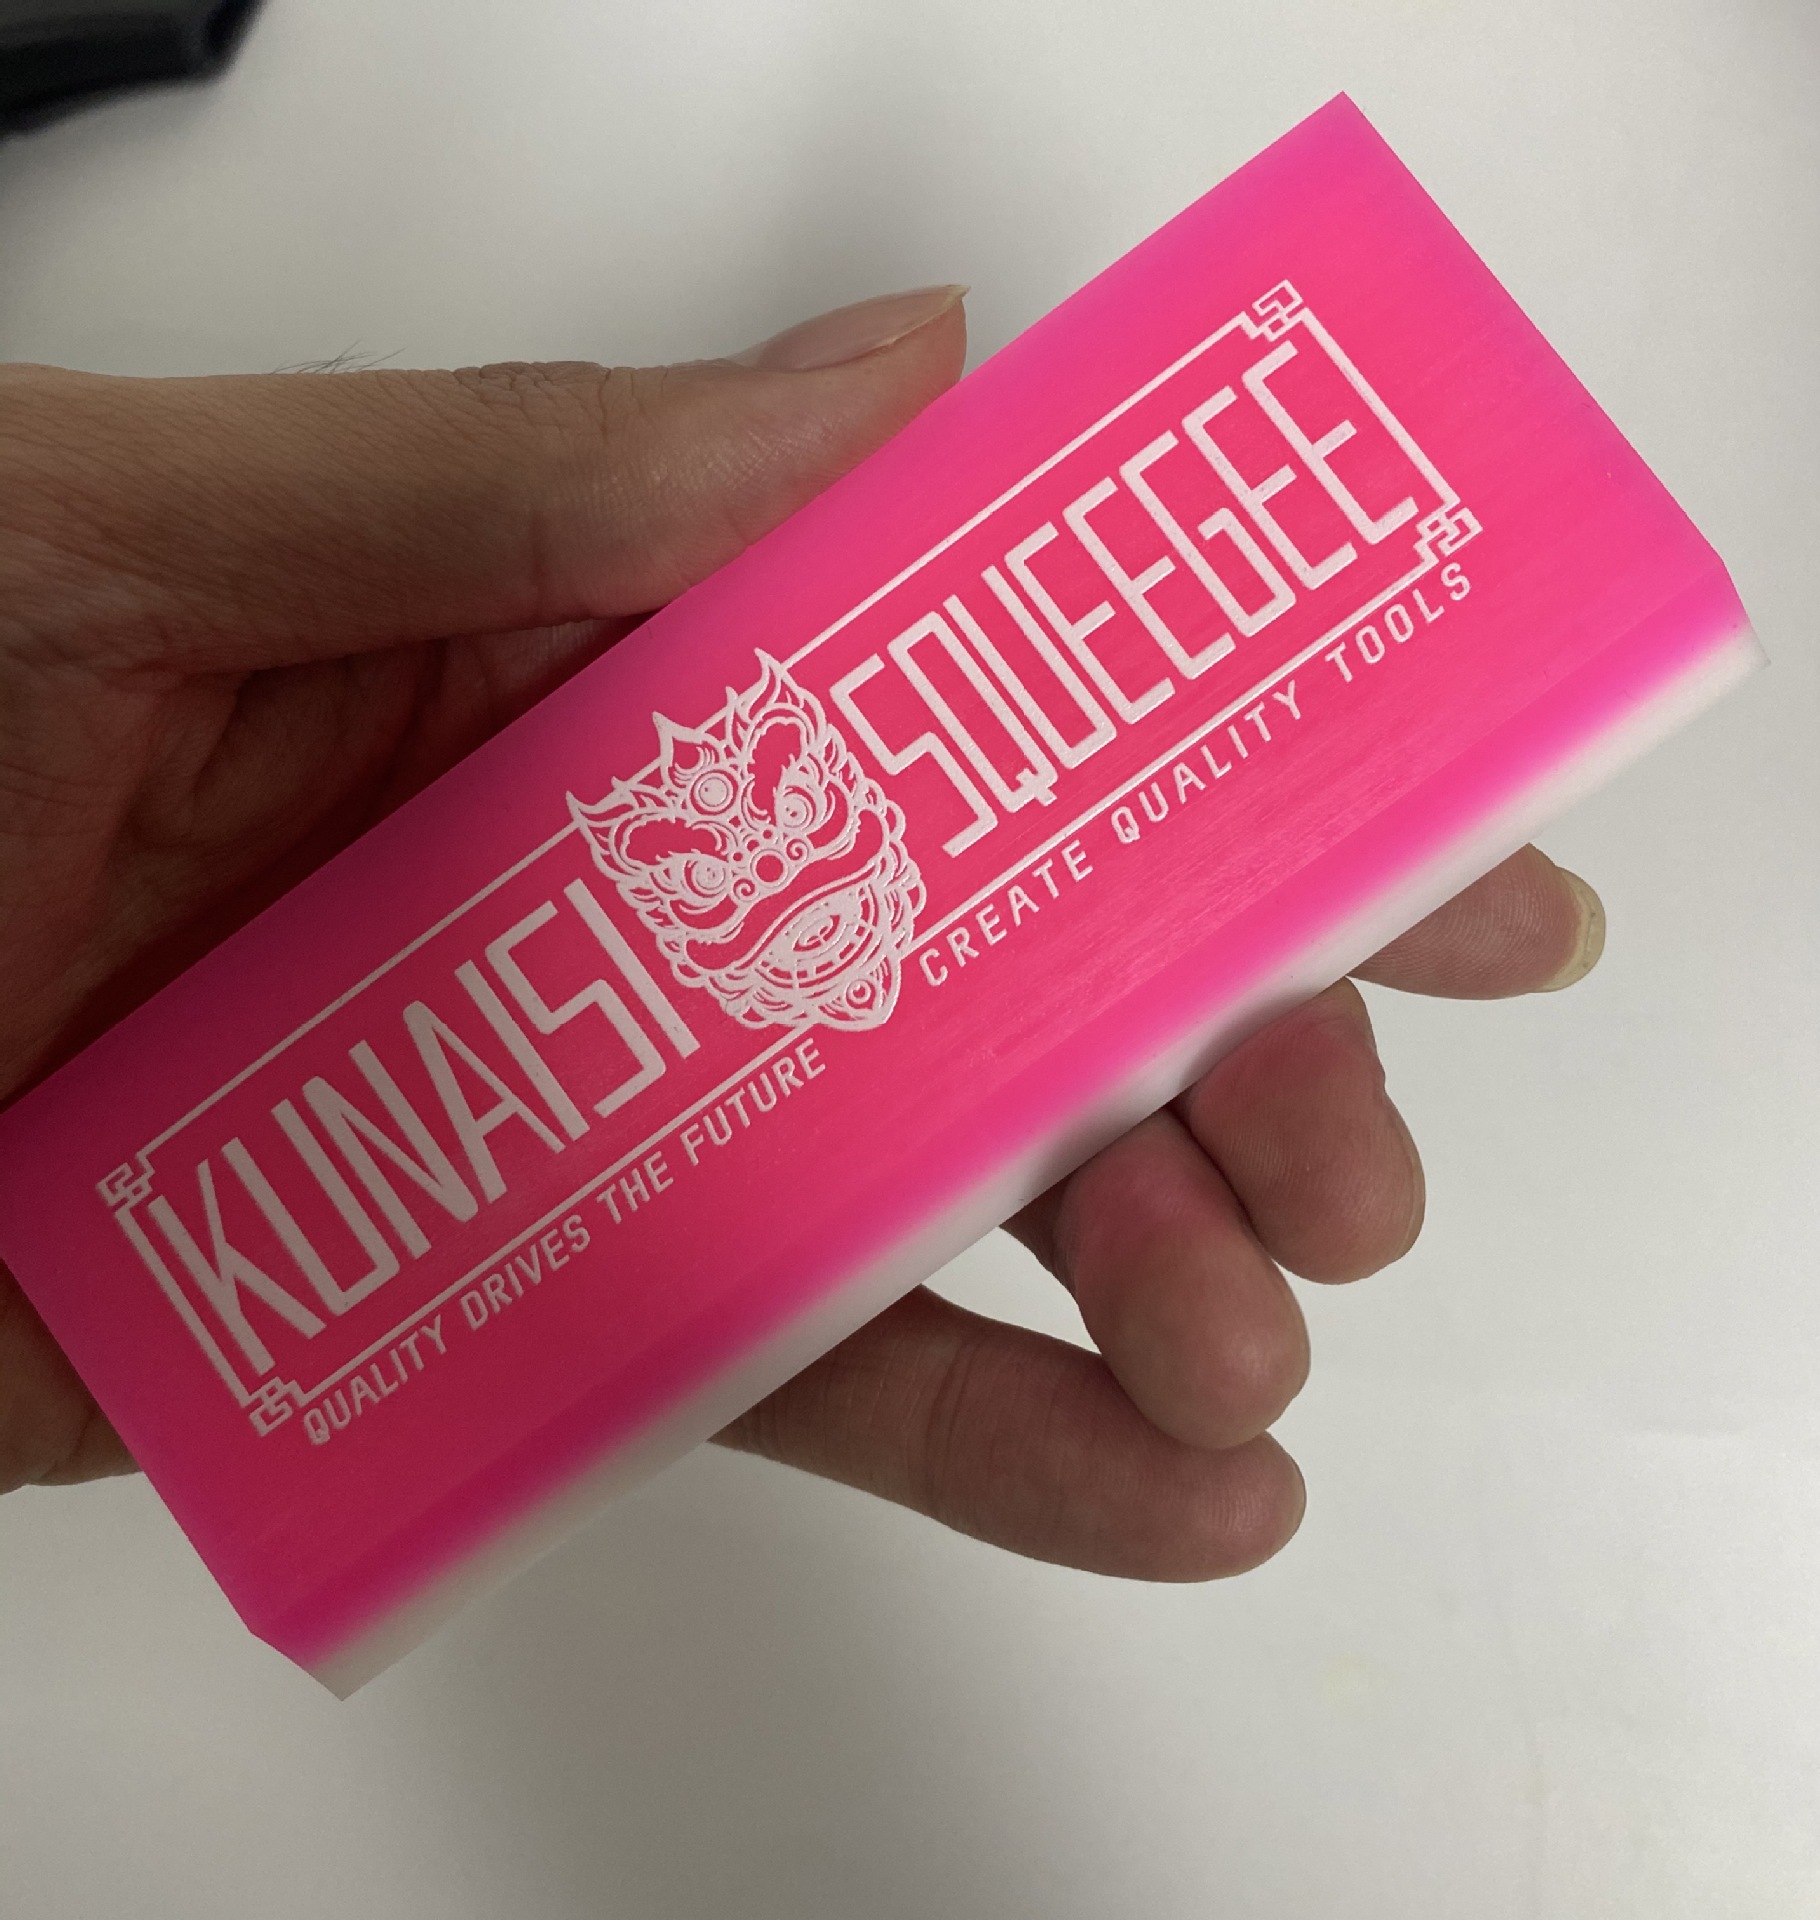 KUNAISI SQUEEGEE
QUALITY DRIVES THE FUTURE CREATE QUALITY TOOLS